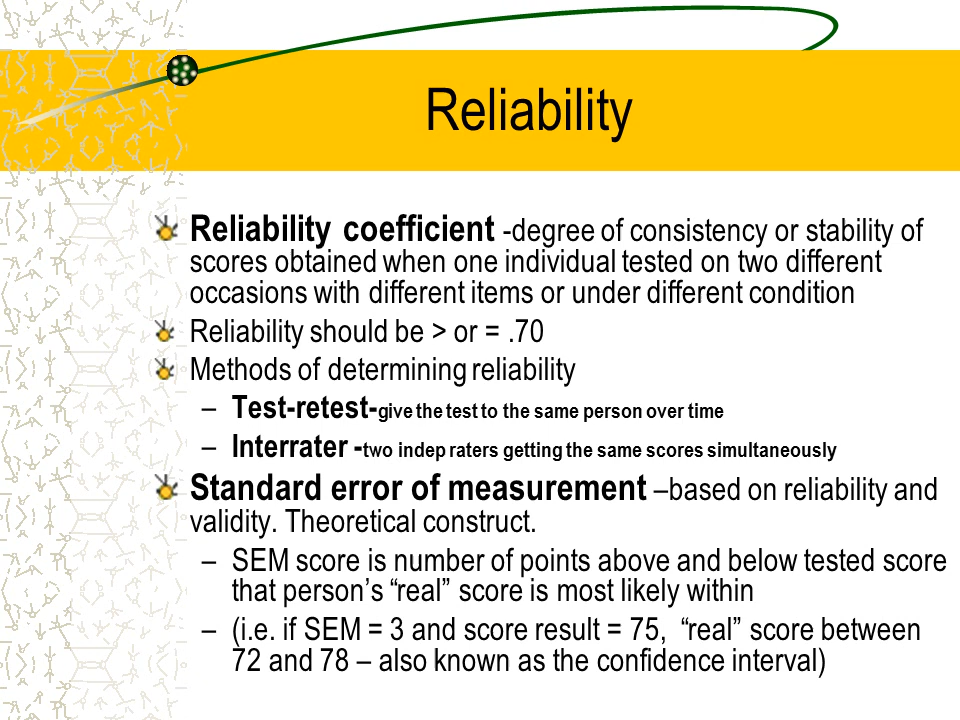 Reliability
Reliability coefficient -degree of consistency or stability of
scores obtained when one individual tested on two different
occasions with different items or under different condition
Reliability should be > or = .70
Methods of determining reliability
– Test-retest-give the test to the same person over time
– Interrater -two indep raters getting the same scores simultaneously
Standard error of measurement –based on reliability and
validity. Theoretical construct.
– SEM score is number of points above and below tested score
that person’s “real” score is most likely within
– (i.e. if SEM = 3 and score result = 75, “real” score between
72 and 78 – also known as the confidence interval)